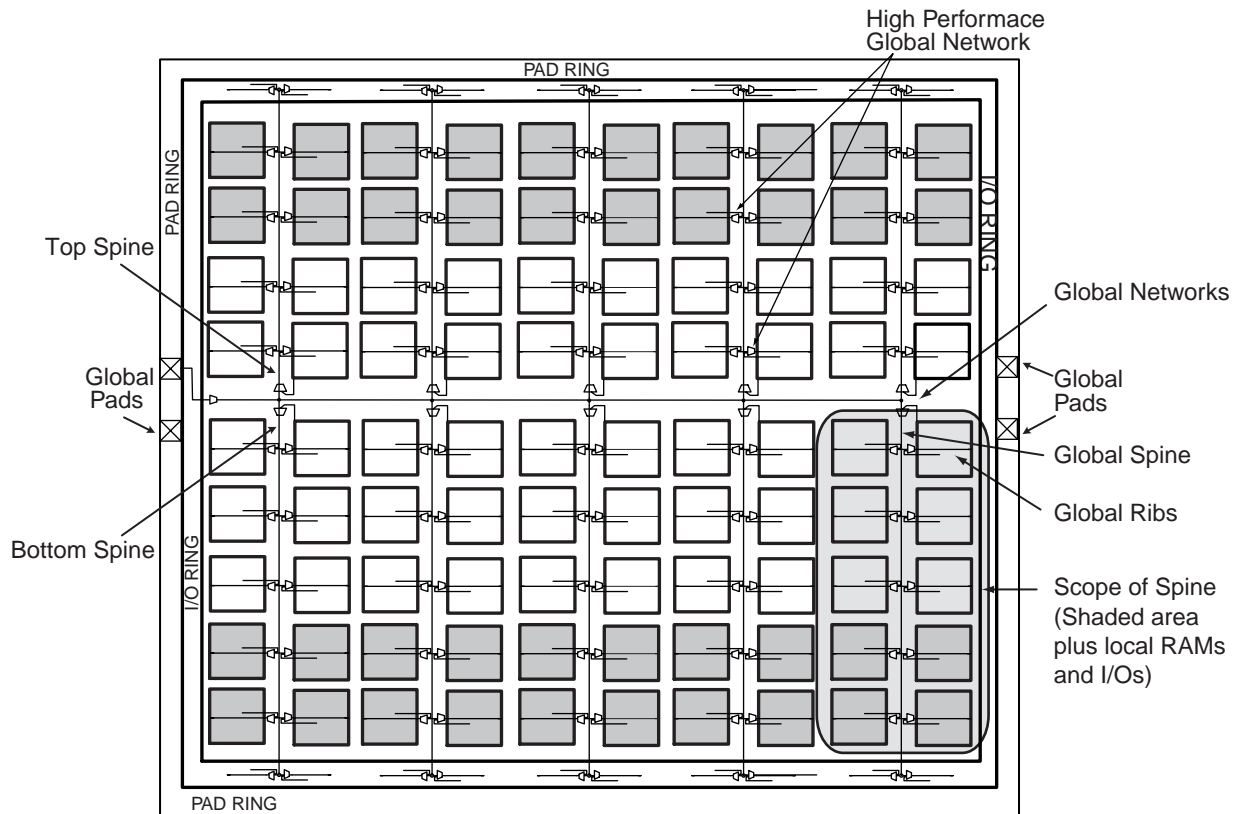 High Performace
Global Network
PAD RING
PAD RING
I/O RING
Top Spine
Global Networks
Global
Pads
Global
Pads
Global Spine
Global Ribs
Bottom Spine
I/O RING
Scope of Spine
(Shaded area
plus local RAMs
and I/Os)
PAD RING